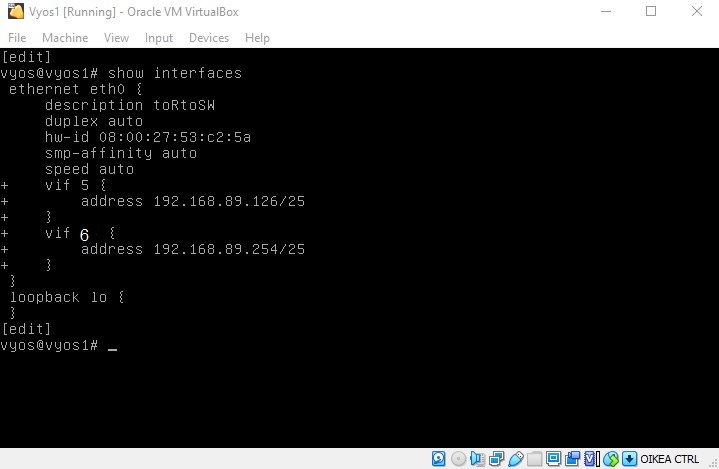 Vyos1 [Running] - Oracle VM VirtualBox
File Machine View Input Devices Help
[edit]
vyos@vyos1# show interfaces
 ethernet eth0 {
     description toRtoSW
     duplex auto
     hw-id 08:00:27:53:c2:5a
     smp-affinity auto
     speed auto
+    vif 5 {
+        address 192.168.89.126/25
+    }
+    vif 6 {
+        address 192.168.89.254/25
+    }
 }
 loopback lo {
 }
[edit]
vyos@vyos1# _
OIKEA CTRL